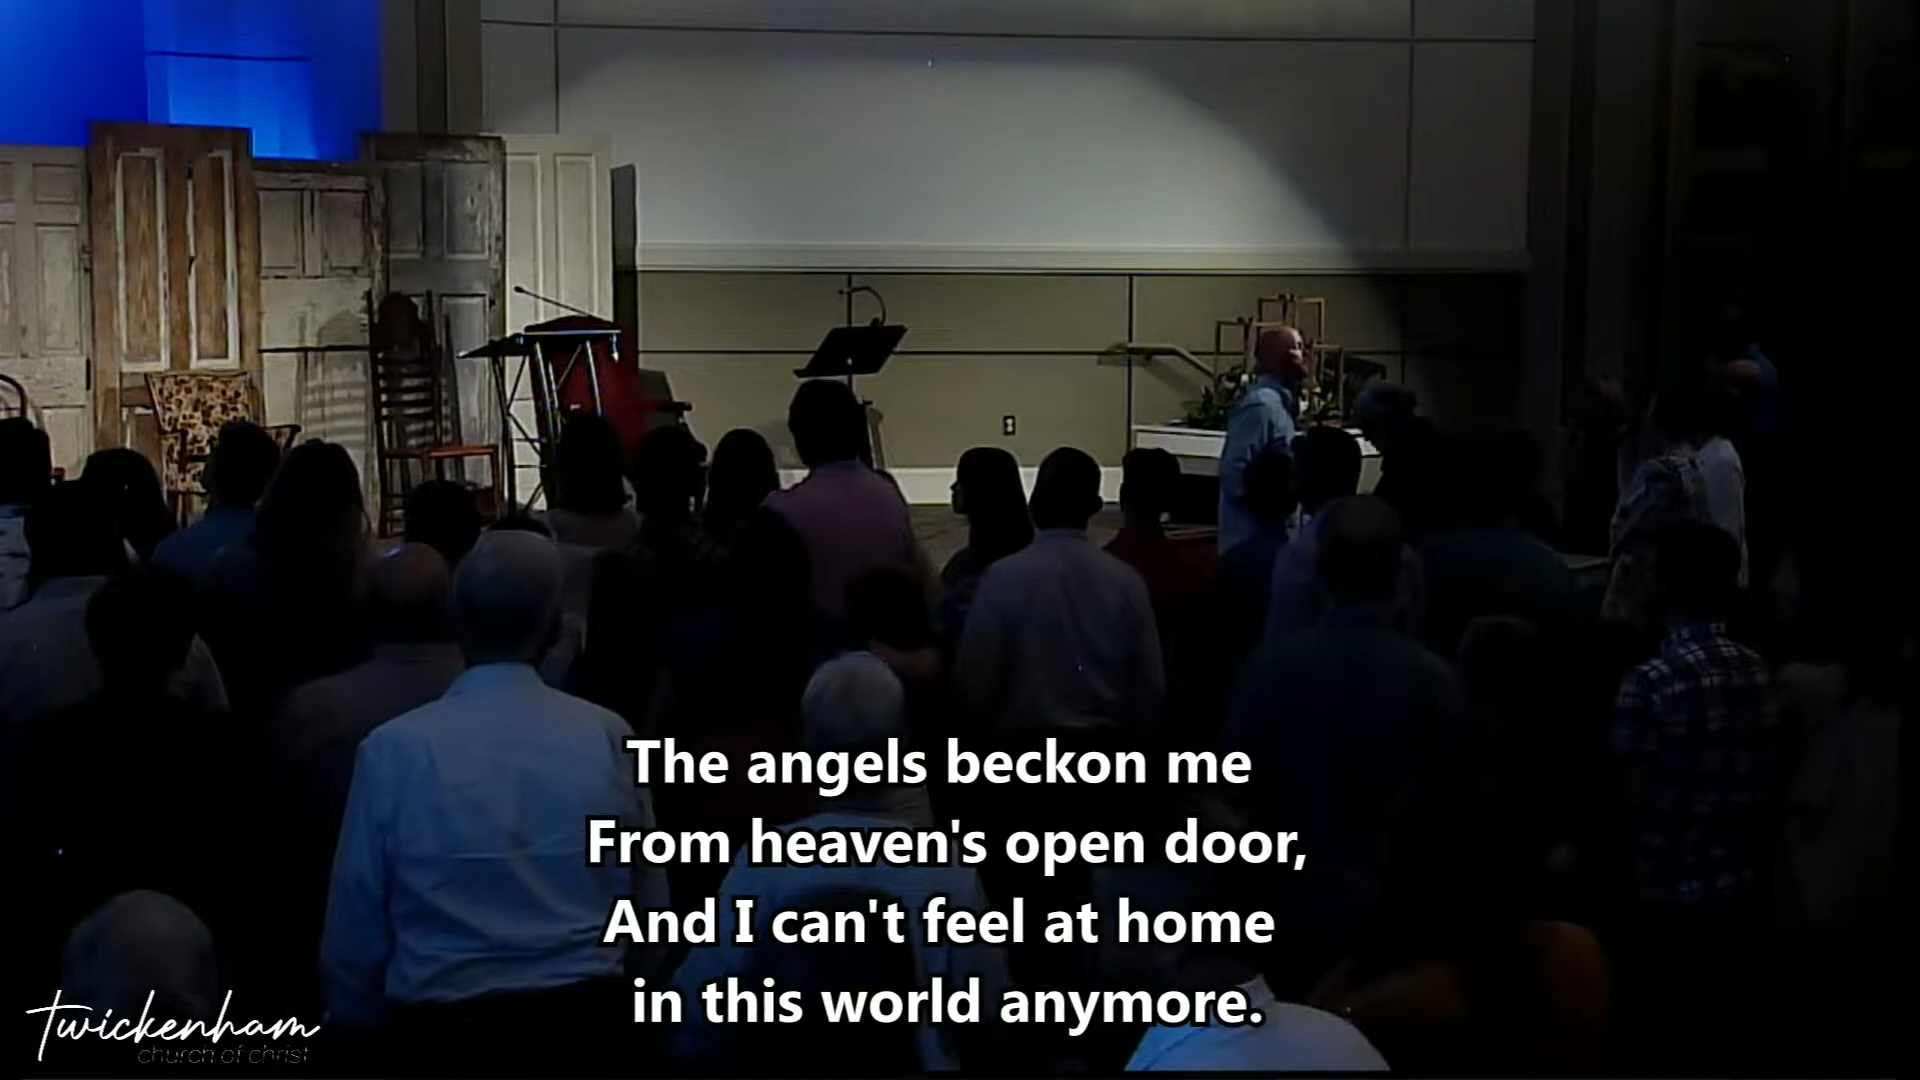 The angels beckon me
From heaven's open door,
And I can't feel at home
in this world anymore.
twickenham
church of christ